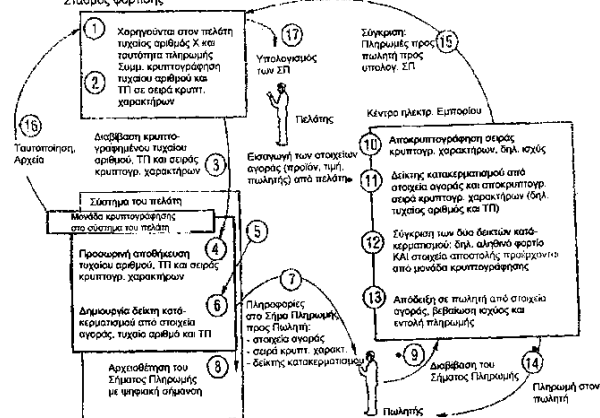 Σταθμός φόρτισης
1
Χορηγούνται στον πελάτη
τυχαίος αριθμός Χ και
ταυτότητα πληρωμής
2
Συμμ. κρυπτογράφηση
τυχαίου αριθμού και
ΤΠ σε σειρά κρυπτ.
χαρακτήρων
17
Υπολογισμός
των ΣΠ
Πελάτης
Σύγκριση:
Πληρωμές προς
πωλητή προς
υπολογ. ΣΠ
15
16
Ταυτοποίηση,
Αρχεία
Διαβίβαση κρυπτο-
γραφημένου τυχαίου
αριθμού, ΤΠ και σειράς
κρυπτογρ. χαρακτήρων
3
Εισαγωγή των στοιχείων
αγοράς (προϊόν, τιμή,
πωλητής) από πελάτη
Κέντρο ηλεκτρ. Εμπορίου
10
Αποκρυπτογράφηση σειράς
κρυπτογρ. χαρακτήρων, δηλ. ισχύς
11
Δείκτης κατακερματισμού από
στοιχεία αγοράς και αποκρυπτογρ.
σειρά κρυπτογρ. χαρακτήρων (δηλ.
τυχαίος αριθμός και ΤΠ)
12
Σύγκριση των δύο δεικτών κατα-
κερματισμού: δηλ. αληθινό φορτίο
ΚΑΙ στοιχεία αποστολής προέρχονται
από μονάδα κρυπτογράφησης
13
Απόδειξη σε πωλητή από στοιχεία
αγοράς, βεβαίωση ισχύος και
εντολή πληρωμής
Σύστημα του πελάτη
Μονάδα κρυπτογράφησης
στο σύστημα του πελάτη
4
5
Προσωρινή αποθήκευση
τυχαίου αριθμού, ΤΠ και σειράς
κρυπτογρ. χαρακτήρων
6
Δημιουργία δείκτη κατα-
κερματισμού από στοιχεία
αγοράς, τυχαίο αριθμό και ΤΠ
7
Πληροφορίες
στο Σήμα Πληρωμής
προς Πωλητή:
- στοιχεία αγοράς
- σειρά κρυπτ. χαρακτ.
- δείκτης κατακερματισμού
Αρχειοθέτηση του
Σήματος Πληρωμής
με ψηφιακή σήμανση
8
9
Διαβίβαση του
Σήματος Πληρωμής
Πωλητής
14
Πληρωμή στον
πωλητή